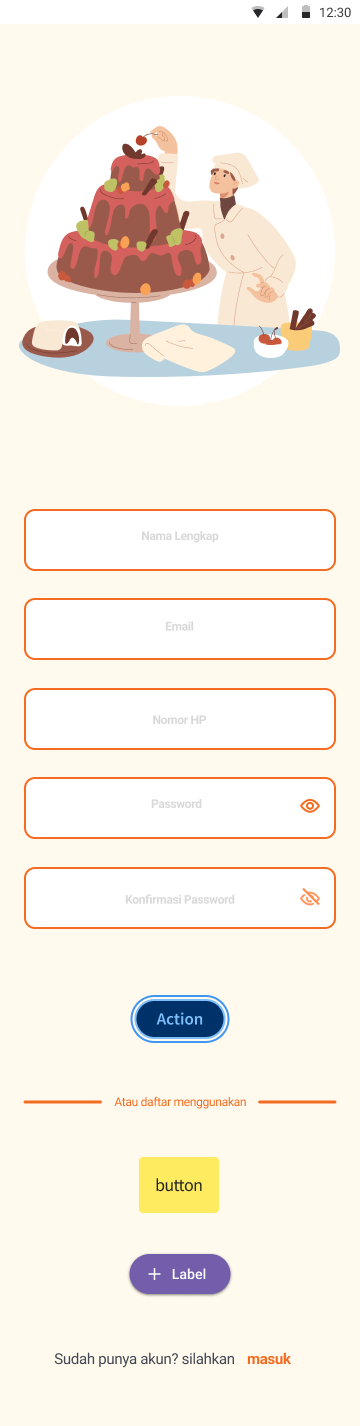 12:30
Nama Lengkap
Email
Nomor HP
Password
Konfirmasi Password
Action
Atau daftar menggunakan
button
+ Label
Sudah punya akun? silahkan masuk